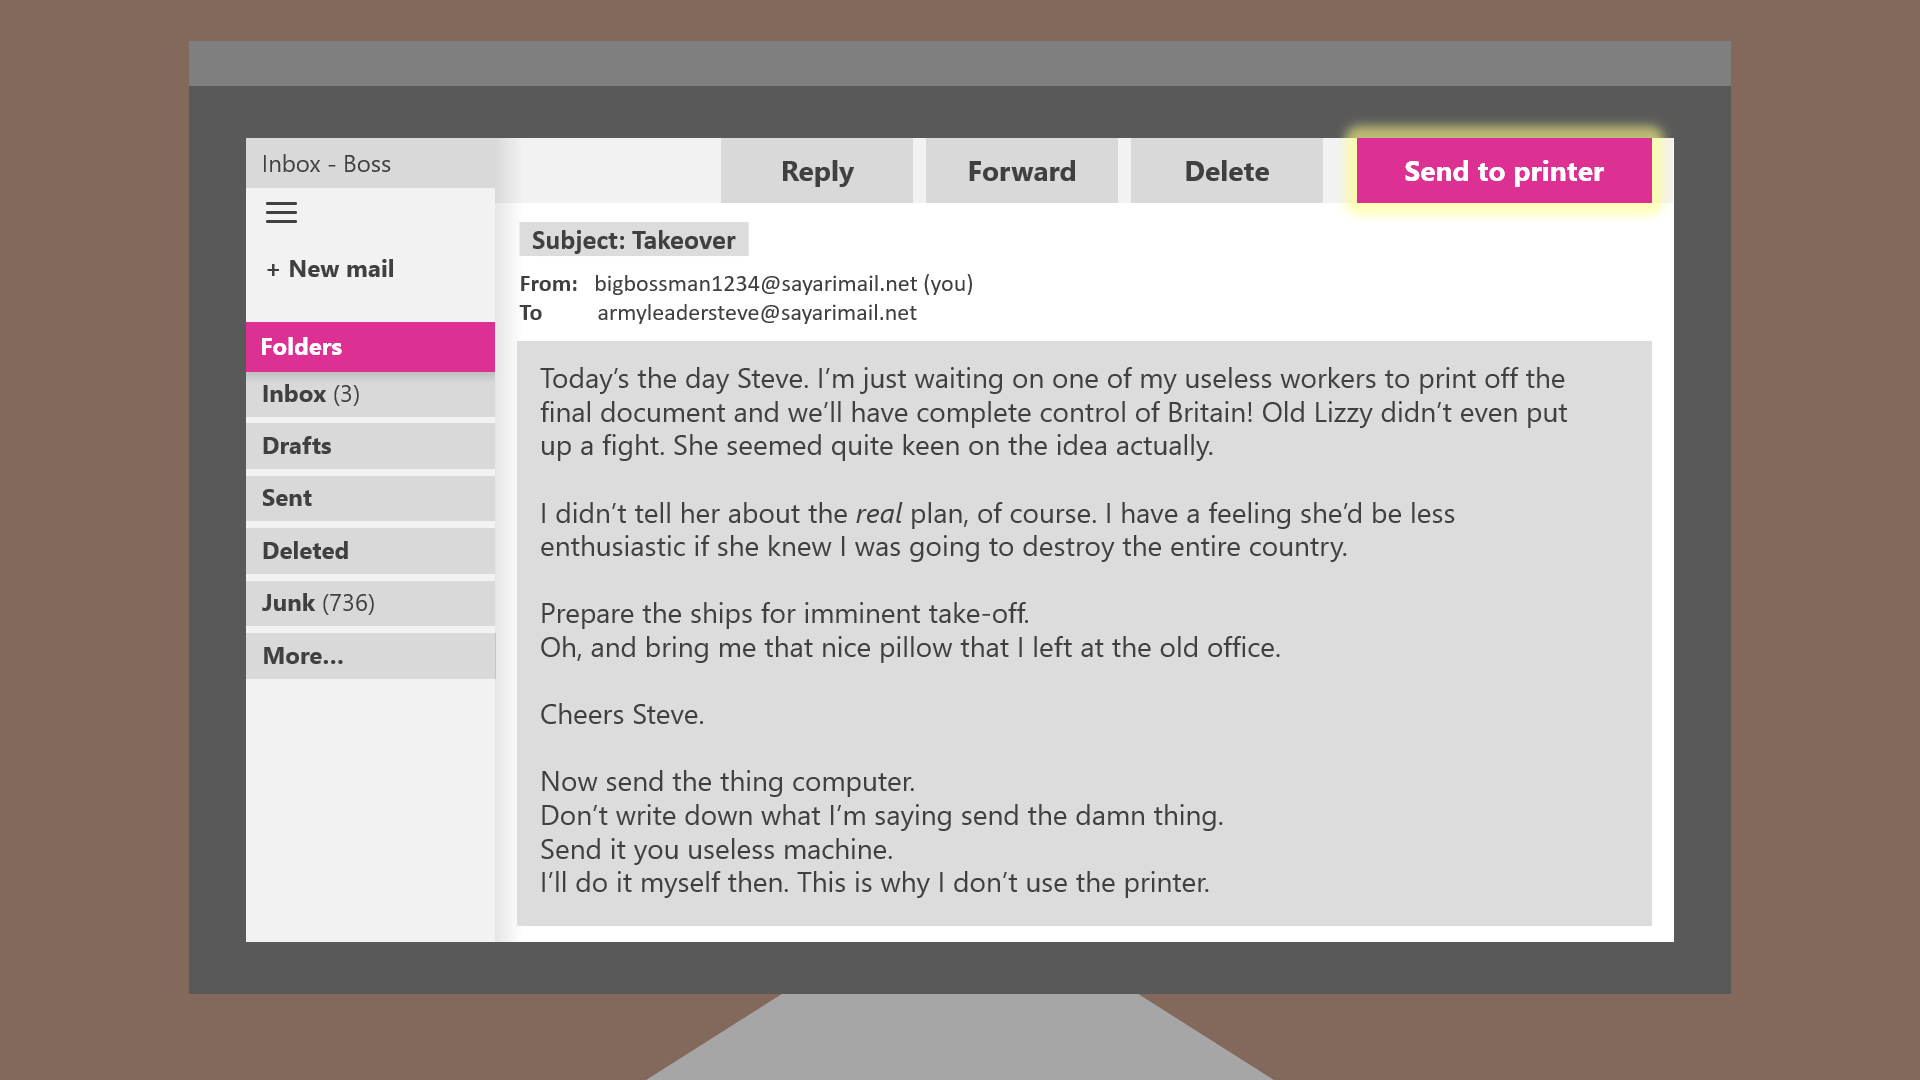 Inbox - Boss
+ New mail
Folders
Inbox (3)
Drafts
Sent
Deleted
Junk (736)
More...
Reply
Forward
Delete
Send to printer
Subject: Takeover
From: bigbossman1234@sayarimail.net (you)
To armyleadersteve@sayarimail.net
Today’s the day Steve. I’m just waiting on one of my useless workers to print off the
final document and we’ll have complete control of Britain! Old Lizzy didn’t even put
up a fight. She seemed quite keen on the idea actually.
I didn’t tell her about the real plan, of course. I have a feeling she’d be less
enthusiastic if she knew I was going to destroy the entire country.
Prepare the ships for imminent take-off.
Oh, and bring me that nice pillow that I left at the old office.
Cheers Steve.
Now send the thing computer.
Don’t write down what I’m saying send the damn thing.
Send it you useless machine.
I’ll do it myself then. This is why I don’t use the printer.